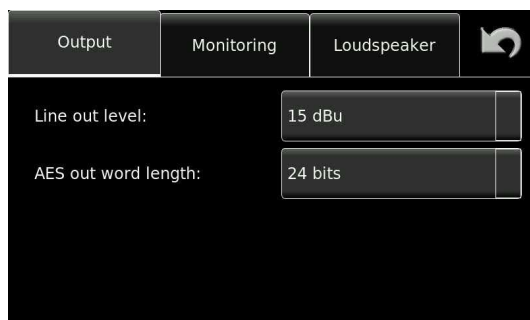 Output Monitoring Loudspeaker
Line out level: 15 dBu
AES out word length: 24 bits